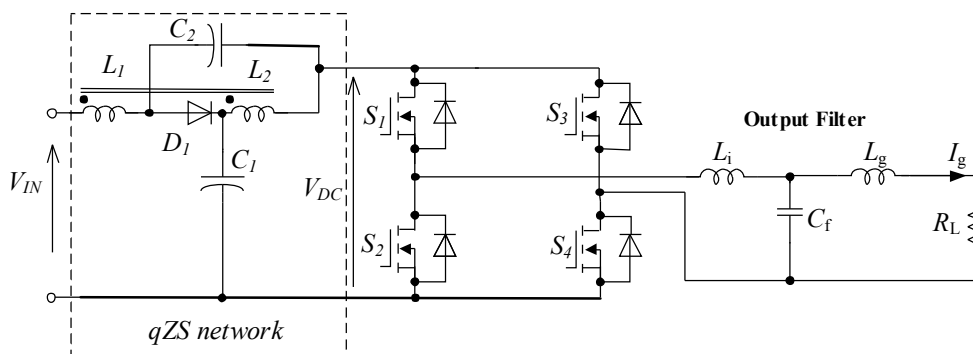 C2
L1
L2
D1
C1
VIN
VDC
S1
S3
S2
S4
Output Filter
Li
Lg
Ig
Cf
RL
qZS network